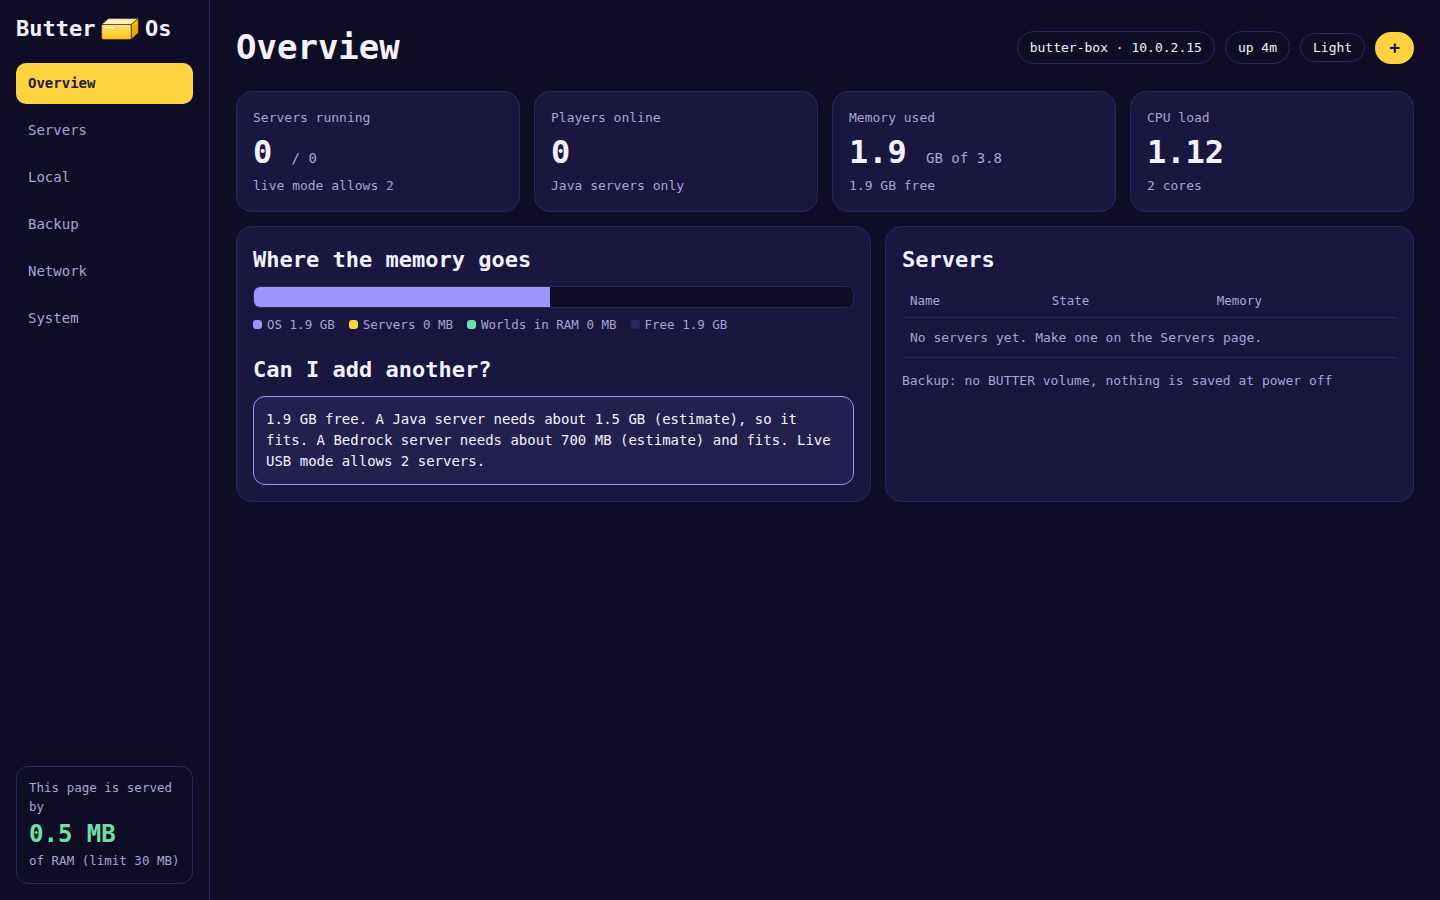 Butter Os
Overview
Servers
Local
Backup
Network
System
This page is served
by
0.5 MB
of RAM (limit 30 MB)
Overview
butter-box · 10.0.2.15
up 4m
Light
+
Servers running
0 / 0
live mode allows 2
Players online
0
Java servers only
Memory used
1.9 GB of 3.8
1.9 GB free
CPU load
1.12
2 cores
Where the memory goes
OS 1.9 GB Servers 0 MB Worlds in RAM 0 MB Free 1.9 GB
Can I add another?
1.9 GB free. A Java server needs about 1.5 GB (estimate), so it
fits. A Bedrock server needs about 700 MB (estimate) and fits. Live
USB mode allows 2 servers.
Servers
Name State Memory
No servers yet. Make one on the Servers page.
Backup: no BUTTER volume, nothing is saved at power off